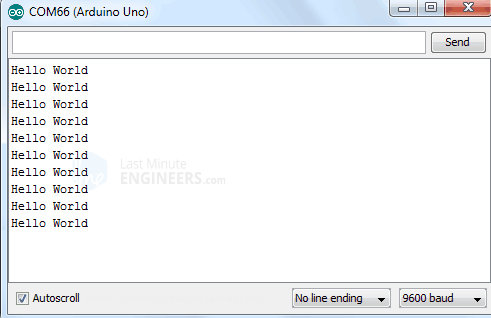 COM66 (Arduino Uno)
Send
Hello World
Hello World
Hello World
Hello World
Hello World
Hello World
Hello World
Hello World
Hello World
Hello World
Last Minute
ENGINEERS.com
Autoscroll
No line ending
9600 baud